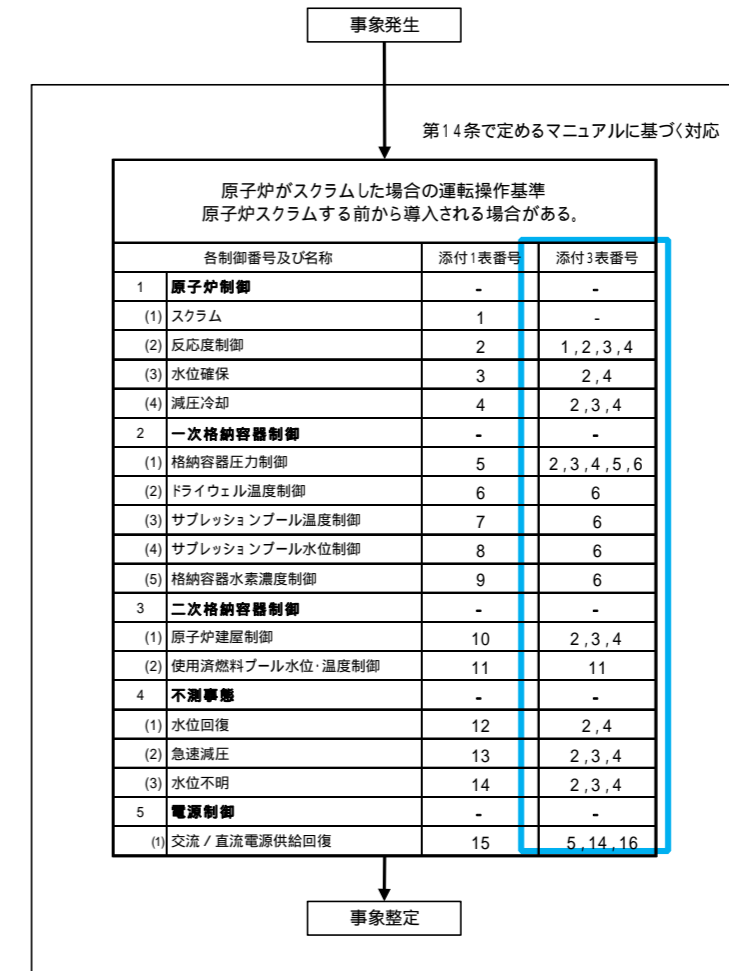 事象発生
第14条で定めるマニュアルに基づく対応
原子炉がスクラムした場合の運転操作基準
原子炉スクラムする前から導入される場合がある。
各制御番号及び名称 添付1表番号 添付3表番号
1 原子炉制御 - -
(1) スクラム 1 -
(2) 反応度制御 2 1,2,3,4
(3) 水位確保 3 2,4
(4) 減圧冷却 4 2,3,4
2 一次格納容器制御 - -
(1) 格納容器圧力制御 5 2,3,4,5,6
(2) ドライウェル温度制御 6 6
(3) サプレッションプール温度制御 7 6
(4) サプレッションプール水位制御 8 6
(5) 格納容器水素濃度制御 9 6
3 二次格納容器制御 - -
(1) 原子炉建屋制御 10 2,3,4
(2) 使用済燃料プール水位・温度制御 11 11
4 不測事態 - -
(1) 水位回復 12 2,4
(2) 急速減圧 13 2,3,4
(3) 水位不明 14 2,3,4
5 電源制御 - -
(1) 交流/直流電源供給回復 15 5,14,16
事象整定